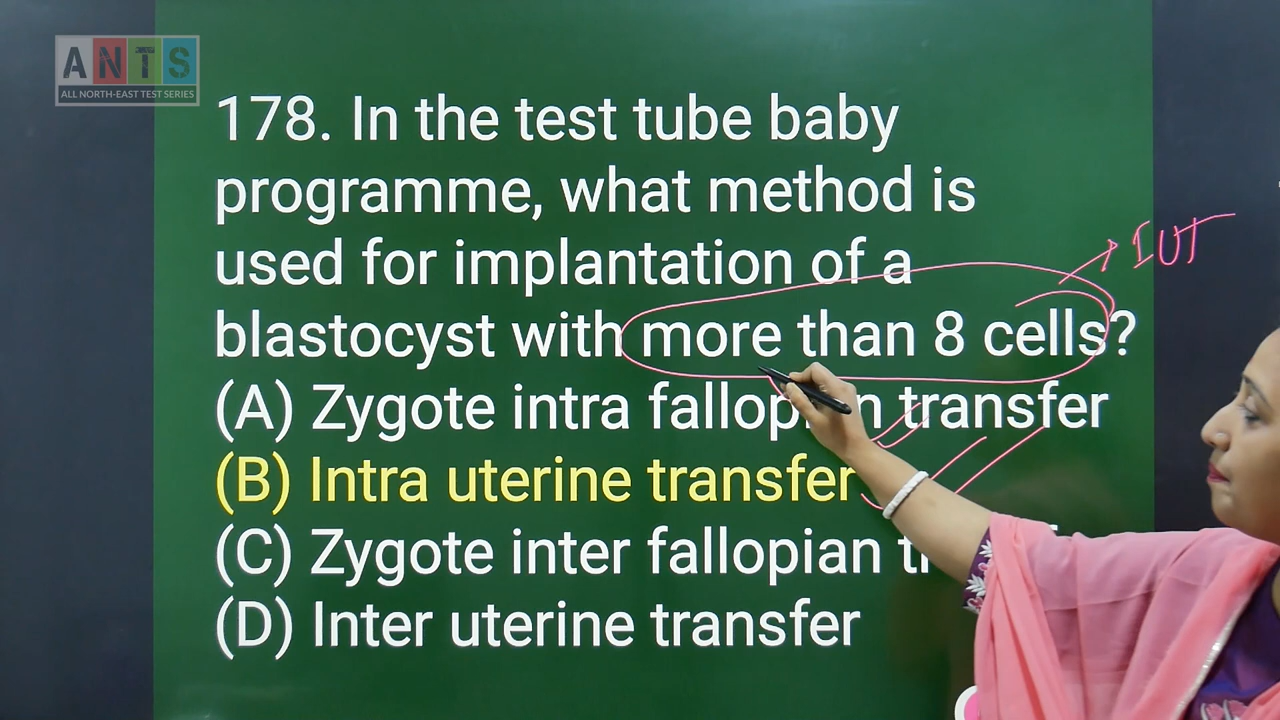 ANTS
ALL NORTH-EAST TEST SERIES
178. In the test tube baby
programme, what method is
used for implantation of a
IUT
blastocyst with more than 8 cells?
(A) Zygote intra transfer
(B) Intra uterine transfer
(C) Zygote inter fallopian
(D) Inter uterine transfer